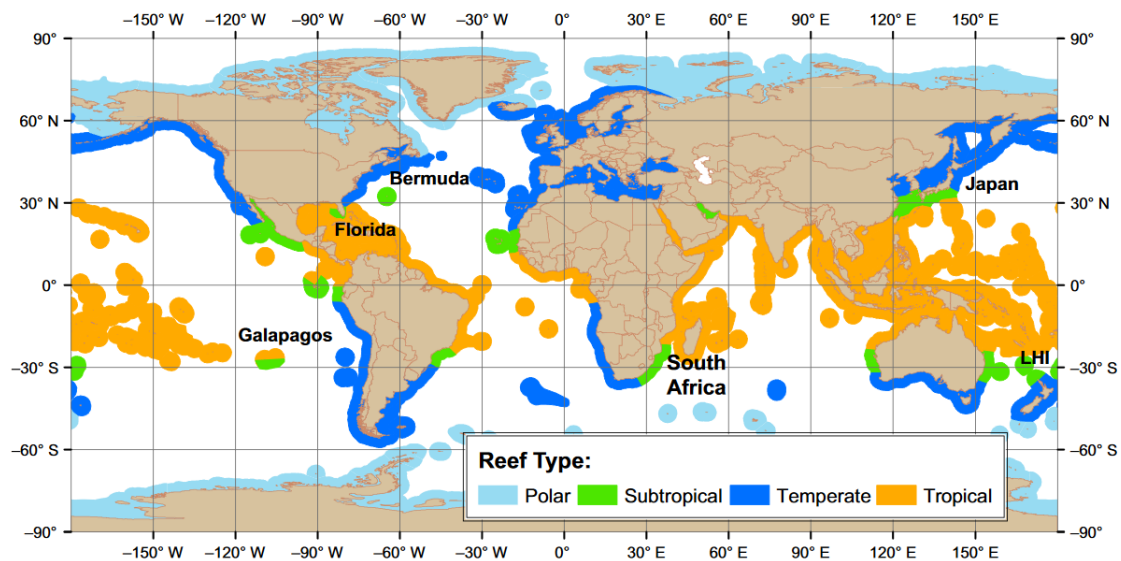 −150° W −120° W −90° W −60° W −30° W 0° 30° E 60° E 90° E 120 E 150 E
90° 90°
60° N 60° N
Bermuda
Japan
30° N 30° N
Florida
0° 0°
Galapagos
LHI
South
Africa
−30° S −30° S
−60° S −60° S
Reef Type:
Polar Subtropical Temperate Tropical
−90° −90°
−150° W −120° W −90° W −60° W −30° W 0° 30 E 60 E 90° E 120 E 150 E